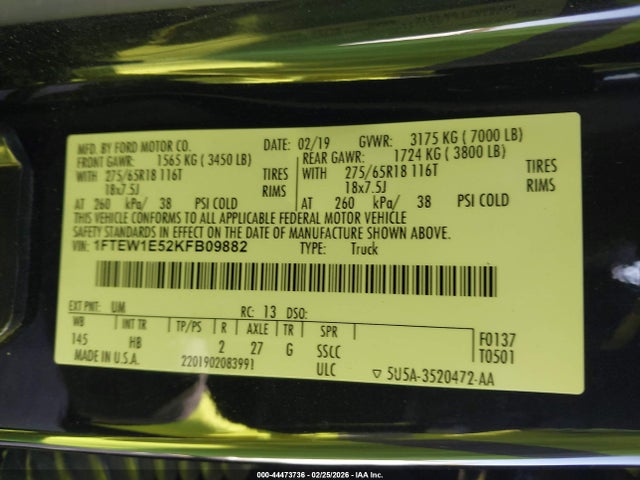 MFD. BY FORD MOTOR CO.
DATE: 02/19 GVWR: 3175 KG ( 7000 LB)
FRONT GAWR: 1565 KG ( 3450 LB) REAR GAWR: 1724 KG ( 3800 LB)
WITH 275/65R18 116T TIRES WITH 275/65R18 116T TIRES
18x7.5J RIMS 18x7.5J RIMS
AT 260 kPa/ 38 PSI COLD AT 260 kPa/ 38 PSI COLD
THIS VEHICLE CONFORMS TO ALL APPLICABLE FEDERAL MOTOR VEHICLE
SAFETY STANDARDS IN EFFECT ON THE DATE OF MANUFACTURE SHOWN ABOVE.
VIN: 1FTEW1E52KFB09882 TYPE: Truck
EXT PNT: UM RC: 13 DSO:
WB INT TR TP/PS R AXLE TR SPR F0137
145 HB 2 27 G SSCC T0501
MADE IN U.S.A. 2201902083991 ULC ▽ 5U5A-3520472-AA
000-44473736 - 02/25/2026 - IAA Inc.